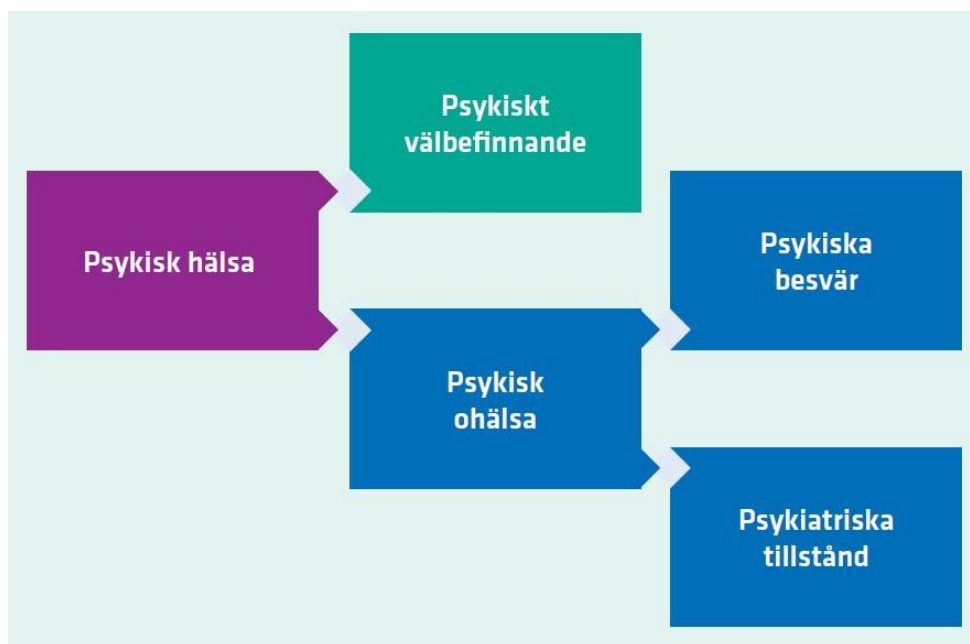 Psykiskt
välbefinnande
Psykisk hälsa
Psykiska
besvär
Psykisk
ohälsa
Psykiatriska
tillstånd